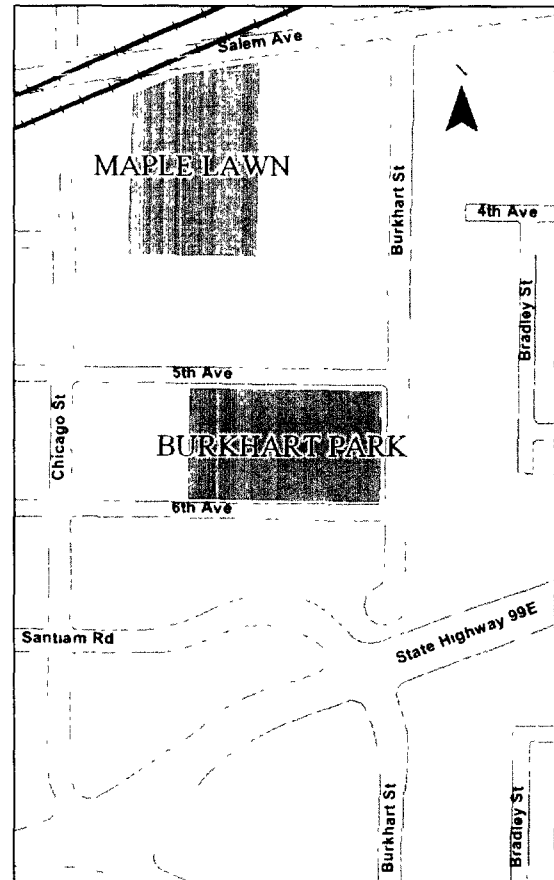 Salem Ave
MAPLE LAWN
Burkhart St
4th Ave
Bradley St
5th Ave
Chicago St
BURKHART PARK
6th Ave
Santiam Rd
State Highway 99E
Burkhart St
Bradley St